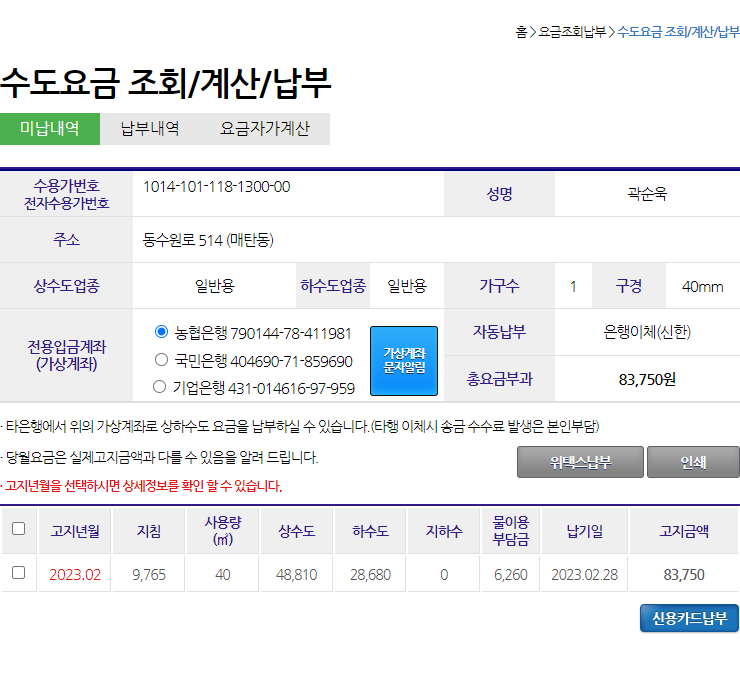 홈 > 요금조회납부 > 수도요금 조회/계산/납부
수도요금 조회/계산/납부
미납내역 납부내역 요금자가계산
수용가번호
전자수용가번호
1014-101-118-1300-00
성명 곽순욱
주소 동수원로 514 (매탄동)
상수도업종 일반용 하수도업종 일반용 가구수 1 구경 40mm
전용입금계좌
(가상계좌)
농협은행 790144-78-411981
국민은행 404690-71-859690
기업은행 431-014616-97-959
가상계좌
문자알림
자동납부 은행이체(신한)
총요금부과 83,750원
· 타은행에서 위의 가상계좌로 상하수도 요금을 납부하실 수 있습니다.(타행 이체시 송금 수수료 발생은 본인부담)
· 당월요금은 실제고지금액과 다를 수 있음을 알려 드립니다.
· 고지년월을 선택하시면 상세정보를 확인 할 수 있습니다.
위택스납부 인쇄
고지년월 지침 사용량 (㎥) 상수도 하수도 지하수 물이용 부담금 납기일 고지금액
2023.02 9,765 40 48,810 28,680 0 6,260 2023.02.28 83,750
신용카드납부